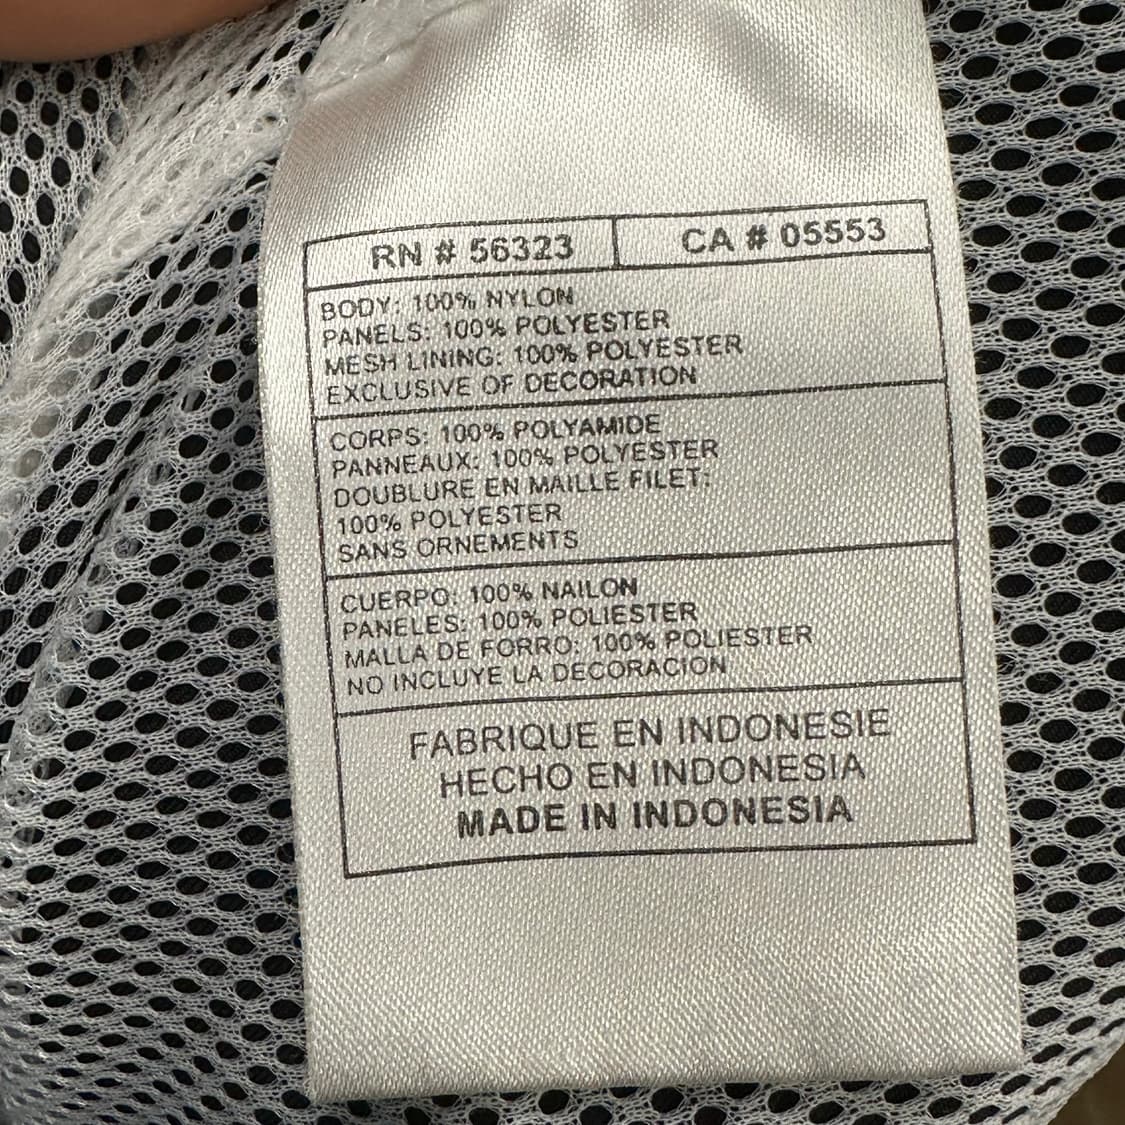 RN # 56323 CA # 05553
BODY: 100% NYLON
PANELS: 100% POLYESTER
MESH LINING: 100% POLYESTER
EXCLUSIVE OF DECORATION
CORPS: 100% POLYAMIDE
PANNEAUX: 100% POLYESTER
DOUBLURE EN MAILLE FILET:
100% POLYESTER
SANS ORNEMENTS
CUERPO: 100% NAILON
PANELES: 100% POLIESTER
MALLA DE FORRO: 100% POLIESTER
NO INCLUYE LA DECORACION
FABRIQUE EN INDONESIE
HECHO EN INDONESIA
MADE IN INDONESIA